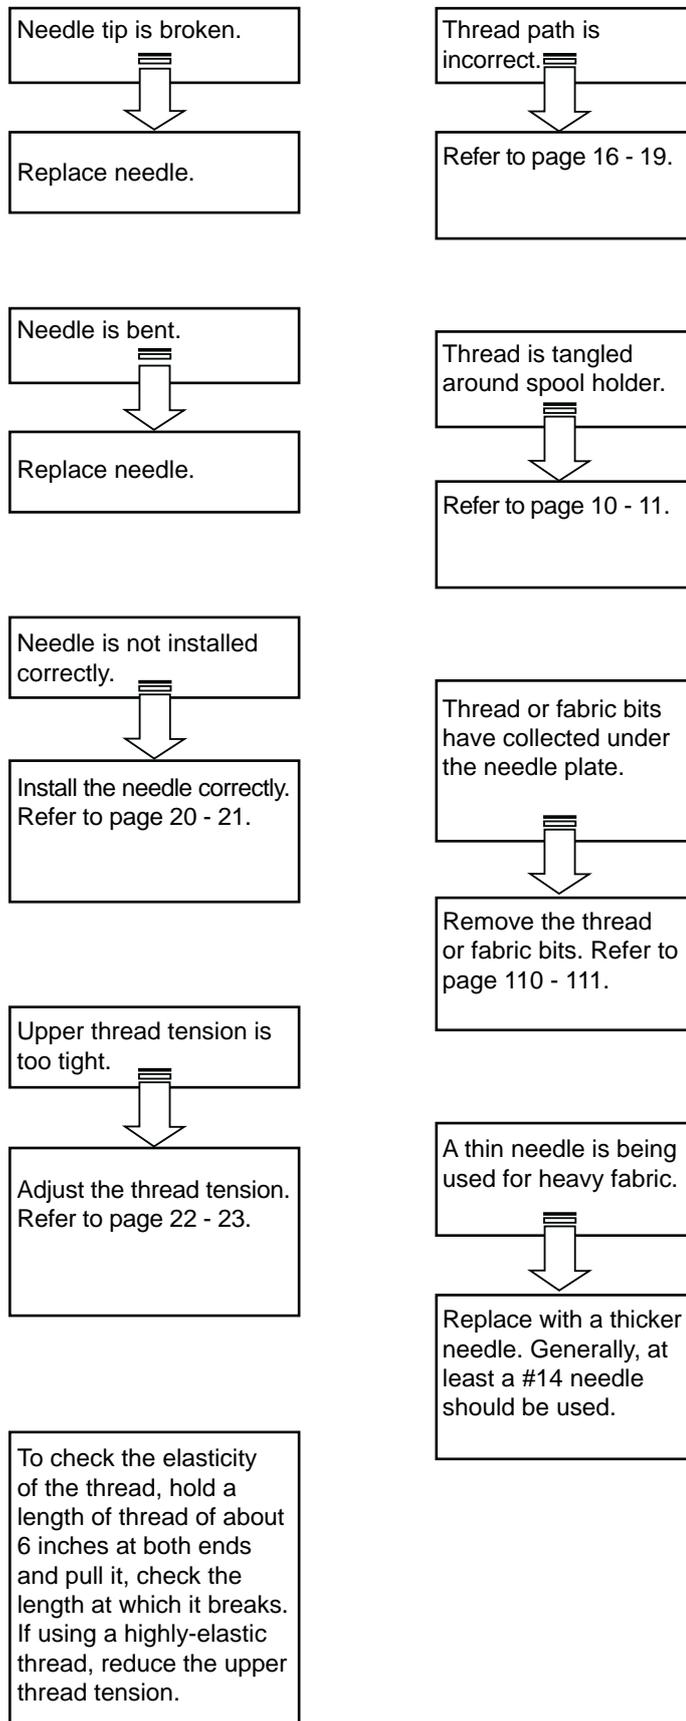 Needle tip is broken.
Replace needle.
Needle is bent.
Replace needle.
Needle is not installed
correctly.
Install the needle correctly.
Refer to page 20 - 21.
Upper thread tension is
too tight.
Adjust the thread tension.
Refer to page 22 - 23.
To check the elasticity
of the thread, hold a
length of thread of about
6 inches at both ends
and pull it, check the
length at which it breaks.
If using a highly-elastic
thread, reduce the upper
thread tension.
Thread path is
incorrect.
Refer to page 16 - 19.
Thread is tangled
around spool holder.
Refer to page 10 - 11.
Thread or fabric bits
have collected under
the needle plate.
Remove the thread
or fabric bits. Refer to
page 110 - 111.
A thin needle is being
used for heavy fabric.
Replace with a thicker
needle. Generally, at
least a #14 needle
should be used.